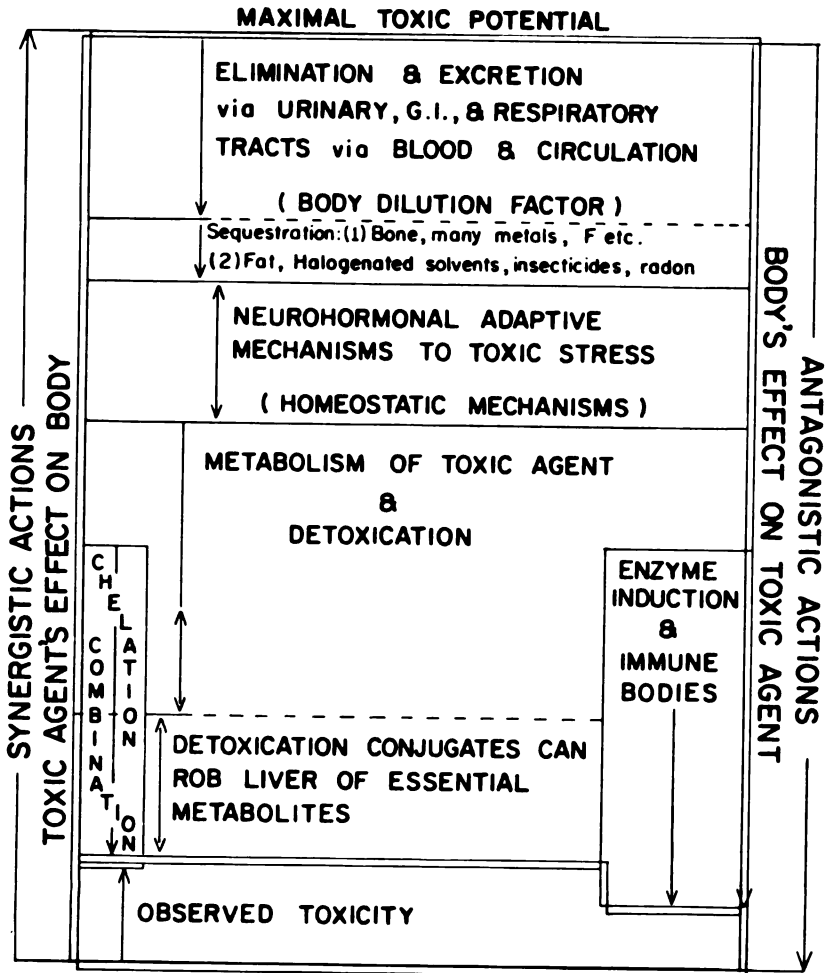 MAXIMAL TOXIC POTENTIAL
ELIMINATION & EXCRETION
via URINARY, G.I., & RESPIRATORY
TRACTS via BLOOD & CIRCULATION
( BODY DILUTION FACTOR )
Sequestration:(1) Bone, many metals, F etc.
(2) Fat, Halogenated solvents, insecticides, radon
NEUROHORMONAL ADAPTIVE
MECHANISMS TO TOXIC STRESS
( HOMEOSTATIC MECHANISMS )
METABOLISM OF TOXIC AGENT
&
DETOXICATION
CHELATION
COMBINATION
ENZYME
INDUCTION
&
IMMUNE
BODIES
DETOXICATION CONJUGATES CAN
ROB LIVER OF ESSENTIAL
METABOLITES
OBSERVED TOXICITY
SYNERGISTIC ACTIONS
TOXIC AGENT'S EFFECT ON BODY
BODY'S EFFECT ON TOXIC AGENT
ANTAGONISTIC ACTIONS